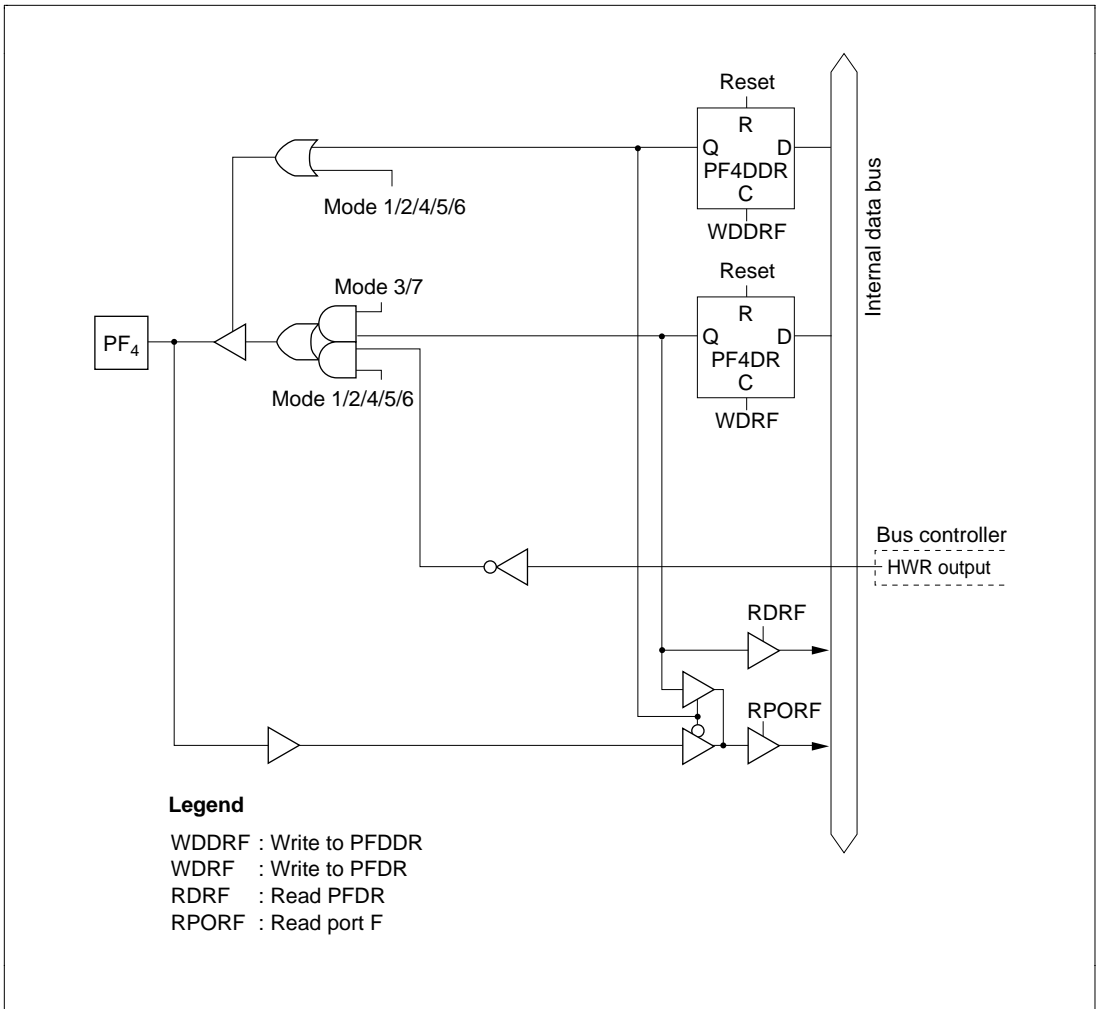 Reset
R
Q D
PF4DDR
C
WDDRF
Mode 1/2/4/5/6
Internal data bus
Reset
Mode 3/7
R
Q D
PF4DR
C
WDRF
PF4
Mode 1/2/4/5/6
Bus controller
HWR output
RDRF
RPORF
Legend
WDDRF : Write to PFDDR
WDRF : Write to PFDR
RDRF : Read PFDR
RPORF : Read port F